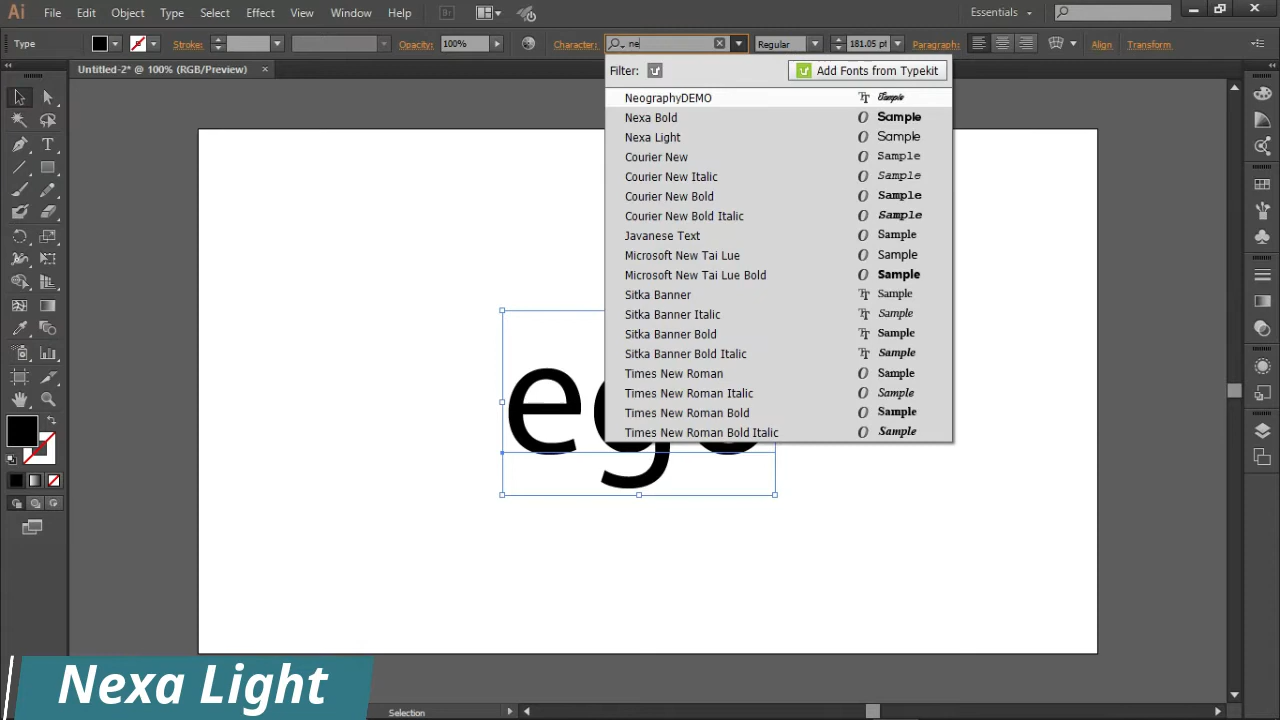 Ai File Edit Object Type Select Effect View Window Help Br Essentials
Type Stroke: Opacity: 100% Character: ne Regular 181.05 pt Paragraph: Align Transform
Untitled-2* @ 100% (RGB/Preview) ×
Filter: Add Fonts from Typekit
NeographyDEMO Sample
Nexa Bold Sample
Nexa Light Sample
Courier New Sample
Courier New Italic Sample
Courier New Bold Sample
Courier New Bold Italic Sample
Javanese Text Sample
Microsoft New Tai Lue Sample
Microsoft New Tai Lue Bold Sample
Sitka Banner Sample
Sitka Banner Italic Sample
Sitka Banner Bold Sample
Sitka Banner Bold Italic Sample
Times New Roman Sample
Times New Roman Italic Sample
Times New Roman Bold Sample
Times New Roman Bold Italic Sample
Nexa Light
Selection